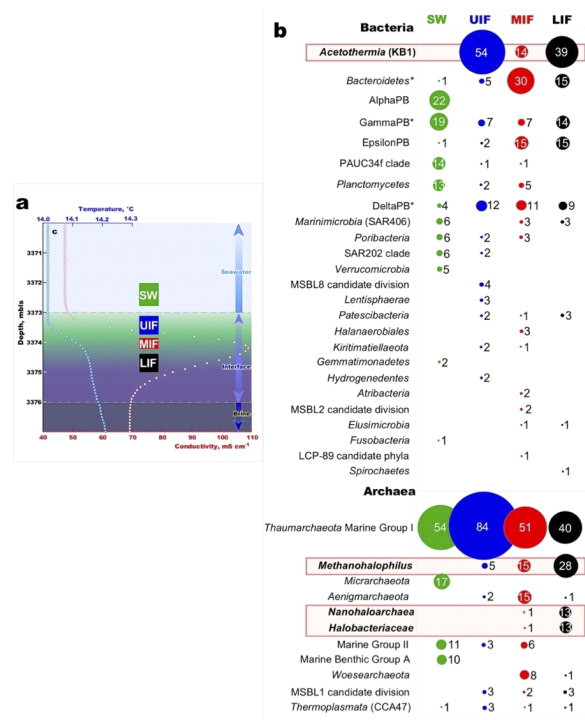 a
Temperature, °C
14.0 14.1 14.2 14.3
c
3371
3372
3373
3374
3375
3376
Depth, mbls
Seawater
Interface
Brine
SW
UIF
MIF
LIF
40 50 60 70 80 90 100 110
Conductivity, mS cm⁻¹
b
SW UIF MIF LIF
Bacteria
Acetothermia (KB1) 54 14 39
Bacteroidetes* 1 5 30 15
AlphaPB 22
GammaPB* 19 7 7 14
EpsilonPB 1 2 15 15
PAUC34f clade 14 1 1
Planctomycetes 13 2 5
DeltaPB* 4 12 11 9
Marinimicrobia (SAR406) 6 3 3
Poribacteria 6 2 3
SAR202 clade 6 2
Verrucomicrobia 5
MSBL8 candidate division 4
Lentisphaerae 3
Patescibacteria 2 1 3
Halanaerobiales 3
Kiritimatiellaeota 2 1
Gemmatimonadetes 2
Hydrogenedentes 2
Atribacteria 2
MSBL2 candidate division 2
Elusimicrobia 1 1
Fusobacteria 1
LCP-89 candidate phyla 1
Spirochaetes 1
Archaea
Thaumarchaeota Marine Group I 54 84 51 40
Methanohalophilus 5 15 28
Micrarchaeota 17
Aenigmarchaeota 2 15 1
Nanohaloarchaea 1 13
Halobacteriaceae 1 13
Marine Group II 11 3 6
Marine Benthic Group A 10
Woesearchaeota 8 1
MSBL1 candidate division 3 2 3
Thermoplasmata (CCA47) 1 3 1 1